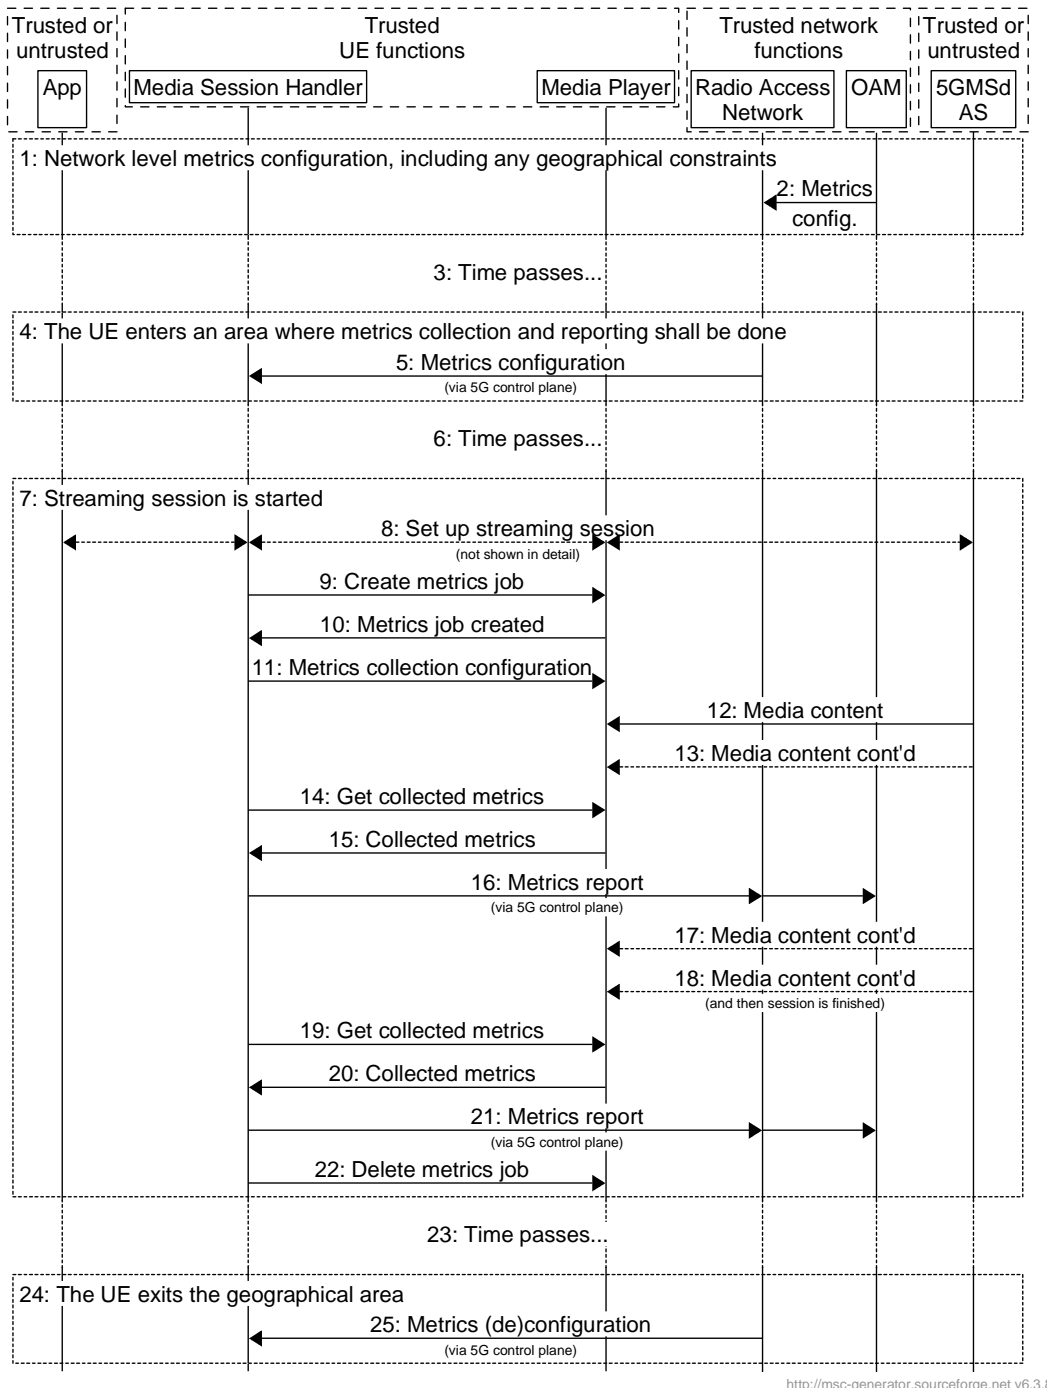 Trusted or
untrusted
Trusted
UE functions
Trusted network
functions
Trusted or
untrusted
App
Media Session Handler
Media Player
Radio Access
Network
OAM
5GMSd
AS
1: Network level metrics configuration, including any geographical constraints
2: Metrics
config.
3: Time passes...
4: The UE enters an area where metrics collection and reporting shall be done
5: Metrics configuration
(via 5G control plane)
6: Time passes...
7: Streaming session is started
8: Set up streaming session
(not shown in detail)
9: Create metrics job
10: Metrics job created
11: Metrics collection configuration
12: Media content
13: Media content cont'd
14: Get collected metrics
15: Collected metrics
16: Metrics report
(via 5G control plane)
17: Media content cont'd
18: Media content cont'd
(and then session is finished)
19: Get collected metrics
20: Collected metrics
21: Metrics report
(via 5G control plane)
22: Delete metrics job
23: Time passes...
24: The UE exits the geographical area
25: Metrics (de)configuration
(via 5G control plane)
http://msc-generator.sourceforge.net v6.3.8